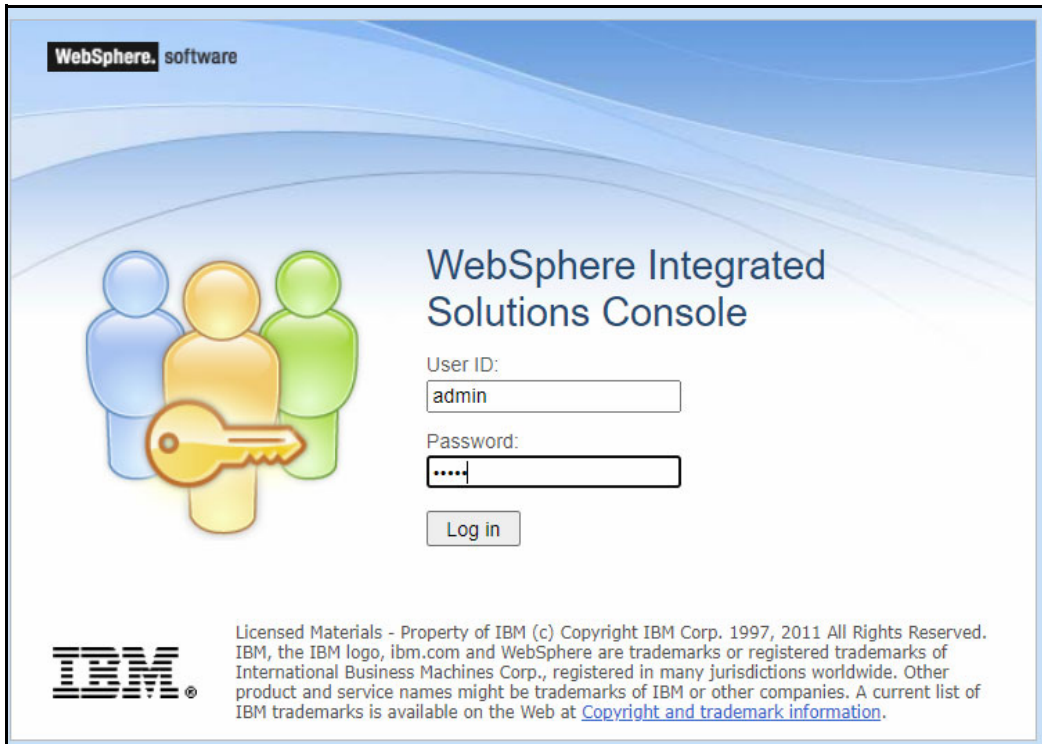 WebSphere. software
WebSphere Integrated
Solutions Console
User ID:
admin
Password:
•••••
Log in
Licensed Materials - Property of IBM (c) Copyright IBM Corp. 1997, 2011 All Rights Reserved.
IBM, the IBM logo, ibm.com and WebSphere are trademarks or registered trademarks of
International Business Machines Corp., registered in many jurisdictions worldwide. Other
product and service names might be trademarks of IBM or other companies. A current list of
IBM trademarks is available on the Web at Copyright and trademark information.
IBM®